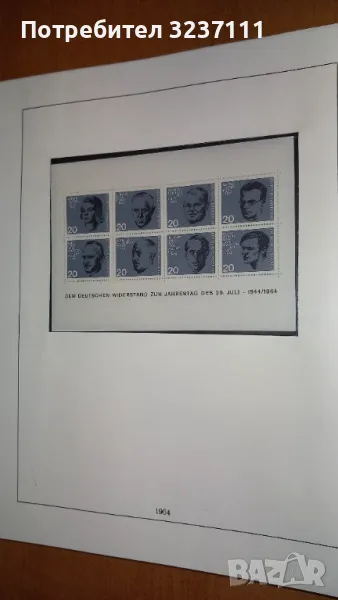 Потребител 3237111
20 20 20 20
20 20 20 20
DEM DEUTSCHEN WIDERSTAND ZUM JAHRESTAG DES 20. JULI - 1944/1964
1964
BAZAR